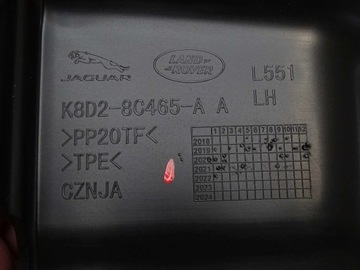 JAGUAR
LAND ROVER
L551
LH
K8D2-8C465-A A
>PP20TF<
>TPE<
CZNJA
1 2 3 4 5 6 7 8 9 10 11 12
2018
2019
2020
2021
2022
2023
2024